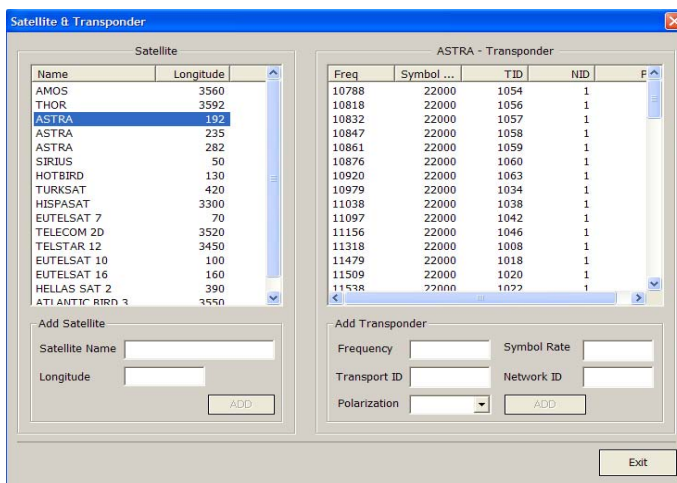 Satellite & Transponder
Satellite
Name Longitude
AMOS 3560
THOR 3592
ASTRA 192
ASTRA 235
ASTRA 282
SIRIUS 50
HOTBIRD 130
TURKSAT 420
HISPASAT 3300
EUTELSAT 7 70
TELECOM 2D 3520
TELSTAR 12 3450
EUTELSAT 10 100
EUTELSAT 16 160
HELLAS SAT 2 390
ATLANTIC BIRD 3 3550
Add Satellite
Satellite Name
Longitude
ADD
ASTRA - Transponder
Freq Symbol ... TID NID
10788 22000 1054 1
10818 22000 1056 1
10832 22000 1057 1
10847 22000 1058 1
10861 22000 1059 1
10876 22000 1060 1
10920 22000 1063 1
10979 22000 1034 1
11038 22000 1038 1
11097 22000 1042 1
11156 22000 1046 1
11318 22000 1008 1
11479 22000 1018 1
11509 22000 1020 1
11538 22000 1022 1
Add Transponder
Frequency Symbol Rate
Transport ID Network ID
Polarization ADD
Exit